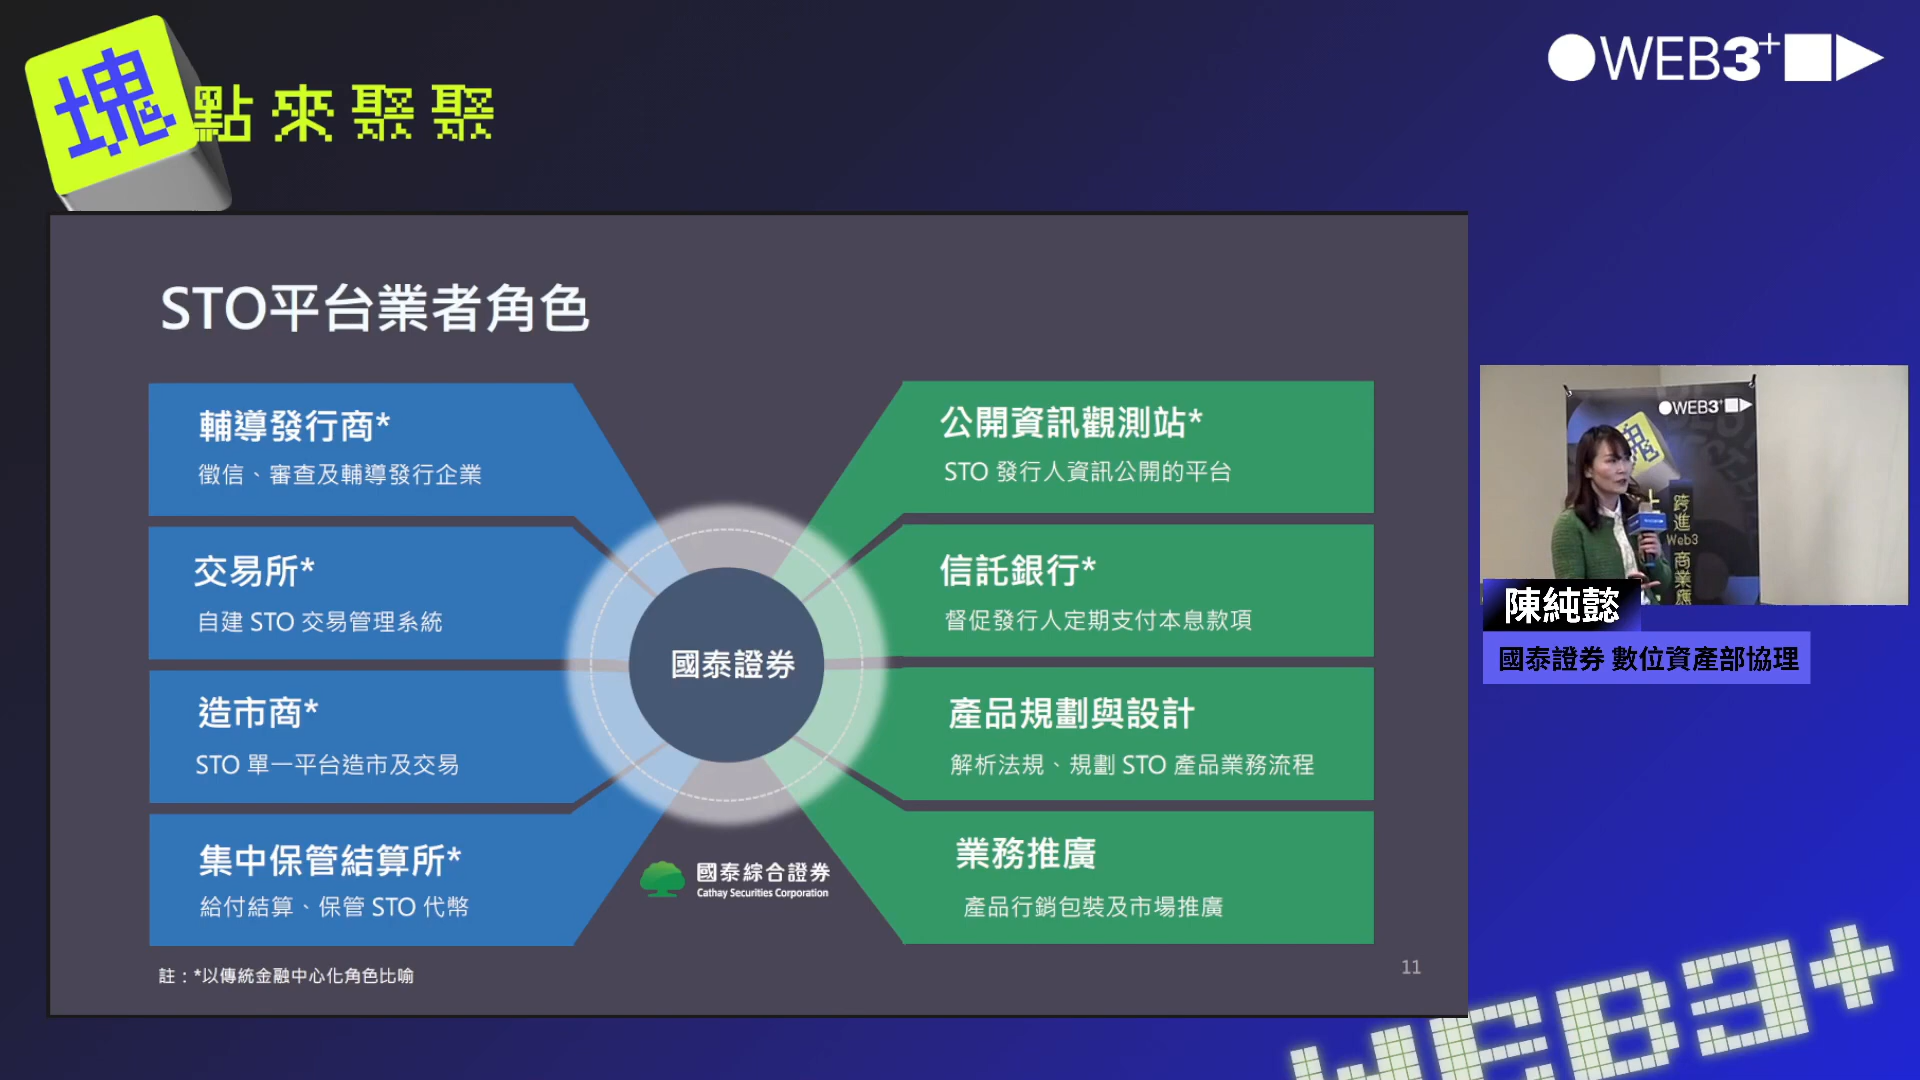 塊點來聚聚
WEB3+
STO平台業者角色
輔導發行商*
徵信、審查及輔導發行企業
交易所*
自建 STO 交易管理系統
造市商*
STO 單一平台造市及交易
集中保管結算所*
給付結算、保管 STO 代幣
國泰證券
國泰綜合證券
Cathay Securities Corporation
公開資訊觀測站*
STO 發行人資訊公開的平台
信託銀行*
督促發行人定期支付本息款項
產品規劃與設計
解析法規、規劃 STO 產品業務流程
業務推廣
產品行銷包裝及市場推廣
註：*以傳統金融中心化角色比喻
11
WEB3+
塊
跨進
Web3
商業應
陳純懿
國泰證券 數位資產部協理
WEB3+